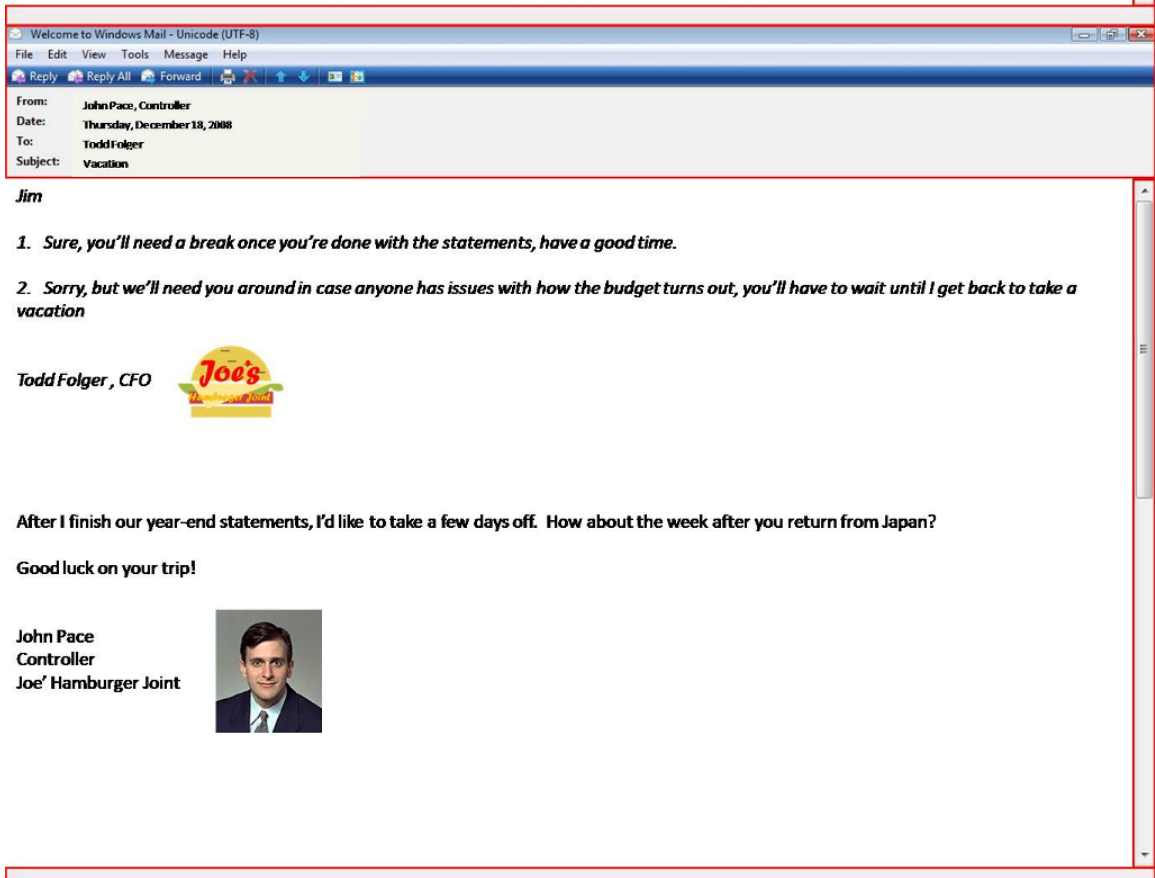 Welcome to Windows Mail - Unicode (UTF-8)
File Edit View Tools Message Help
Reply Reply All Forward
From: John Pace, Controller
Date: Thursday, December 18, 2008
To: Todd Folger
Subject: Vacation
Jim
1. Sure, you'll need a break once you're done with the statements, have a good time.
2. Sorry, but we'll need you around in case anyone has issues with how the budget turns out, you'll have to wait until I get back to take a
vacation
Todd Folger , CFO
Joe's
Hamburger Joint
After I finish our year-end statements, I'd like to take a few days off. How about the week after you return from Japan?
Good luck on your trip!
John Pace
Controller
Joe' Hamburger Joint